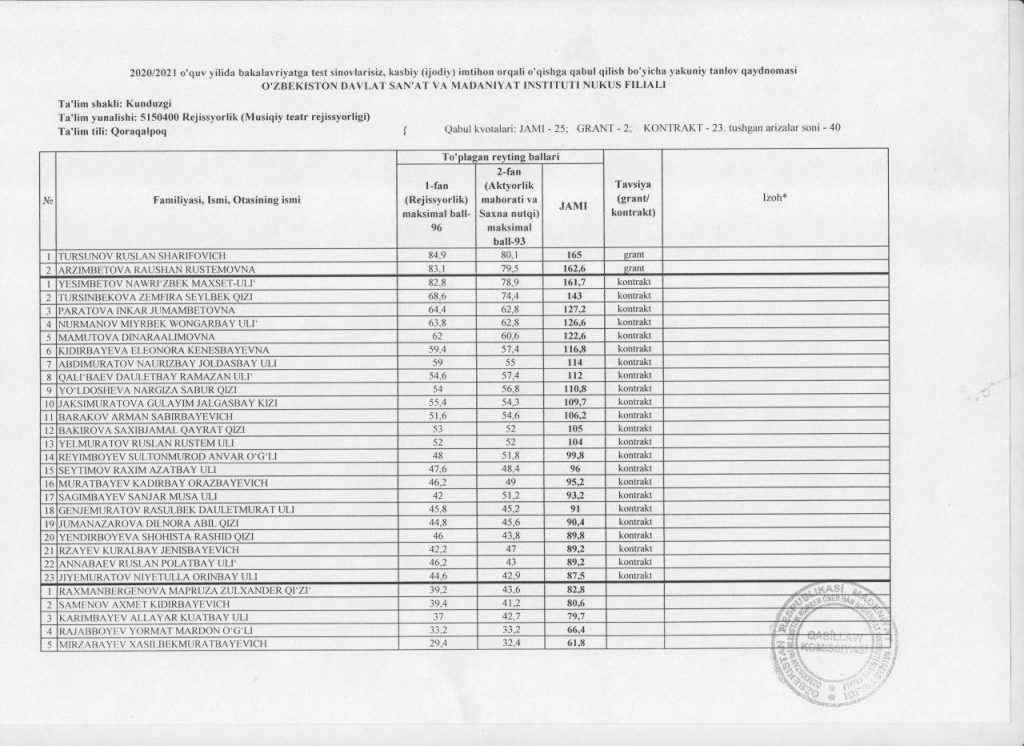 2020/2021 o'quv yilida bakalavriyatga test sinovlarisiz, kasbiy (ijodiy) imtihon orqali o'qishga qabul qilish bo'yicha yakuniy tanlov qaydnomasi
O'ZBEKISTON DAVLAT SAN'AT VA MADANIYAT INSTITUTI NUKUS FILIALI
Ta'lim shakli: Kunduzgi
Ta'lim yunalishi: 5150400 Rejissyorlik (Musiqiy teatr rejissyorligi)
Ta'lim tili: Qoraqalpoq
Qabul kvotalari: JAMI - 25; GRANT - 2; KONTRAKT - 23. tushgan arizalar soni - 40
№ Familiyasi, Ismi, Otasining ismi
To'plagan reyting ballari
1-fan
(Rejissyorlik)
maksimal ball-
96
2-fan
(Aktyorlik
mahorati va
Saxna nutqi)
maksimal
ball-93
JAMI
Tavsiya
(grant/
kontrakt)
Izoh*
1 TURSUNOV RUSLAN SHARIFOVICH 84,9 80,1 165 grant
2 ARZIMBETOVA RAUSHAN RUSTEMOVNA 83,1 79,5 162,6 grant
1 YESIMBETOV NAWRI'ZBEK MAXSET-ULI' 82,8 78,9 161,7 kontrakt
2 TURSINBEKOVA ZEMFIRA SEYLBEK QIZI 68,6 74,4 143 kontrakt
3 PARATOVA INKAR JUMAMBETOVNA 64,4 62,8 127,2 kontrakt
4 NURMANOV MIYRBEK WONGARBAY ULI' 63,8 62,8 126,6 kontrakt
5 MAMUTOVA DINARAALIMOVNA 62 60,6 122,6 kontrakt
6 KIDIRBAYEVA ELEONORA KENESBAYEVNA 59,4 57,4 116,8 kontrakt
7 ABDIMURATOV NAURIZBAY JOLDASBAY ULI 59 55 114 kontrakt
8 QALI'BAEV DAULETBAY RAMAZAN ULI' 54,6 57,4 112 kontrakt
9 YO'LDOSHEVA NARGIZA SABUR QIZI 54 56,8 110,8 kontrakt
10 JAKSIMURATOVA GULAYIM JALGASBAY KIZI 55,4 54,3 109,7 kontrakt
11 BARAKOV ARMAN SABIRBAYEVICH 51,6 54,6 106,2 kontrakt
12 BAKIROVA SAXIBJAMAL QAYRAT QIZI 53 52 105 kontrakt
13 YELMURATOV RUSLAN RUSTEM ULI 52 52 104 kontrakt
14 REYIMBOYEV SULTONMUROD ANVAR O'G'LI 48 51,8 99,8 kontrakt
15 SEYTIMOV RAXIM AZATBAY ULI 47,6 48,4 96 kontrakt
16 MURATBAYEV KADIRBAY ORAZBAYEVICH 46,2 49 95,2 kontrakt
17 SAGIMBAYEV SANJAR MUSA ULI 42 51,2 93,2 kontrakt
18 GENJEMURATOV RASULBEK DAULETMURAT ULI 45,8 45,2 91 kontrakt
19 JUMANAZAROVA DILNORA ABIL QIZI 44,8 45,6 90,4 kontrakt
20 YENDIRBOYEVA SHOHISTA RASHID QIZI 46 43,8 89,8 kontrakt
21 RZAYEV KURALBAY JENISBAYEVICH 42,2 47 89,2 kontrakt
22 ANNABAEV RUSLAN POLATBAY ULI' 46,2 43 89,2 kontrakt
23 JIYEMURATOV NIYETULLA ORINBAY ULI 44,6 42,9 87,5 kontrakt
1 RAXMANBERGENOVA MAPRUZA ZULXANDER QI'ZI' 39,2 43,6 82,8
2 SAMENOV AXMET KIDIRBAYEVICH 39,4 41,2 80,6
3 KARIMBAYEV ALLAYAR KUATBAY ULI 37 42,7 79,7
4 RAJABBOYEV YORMAT MARDON O'G'LI 33,2 33,2 66,4
5 MIRZABAYEV XASILBEKMURATBAYEVICH 29,4 32,4 61,8
QABILLAW
KOMISSIYASI